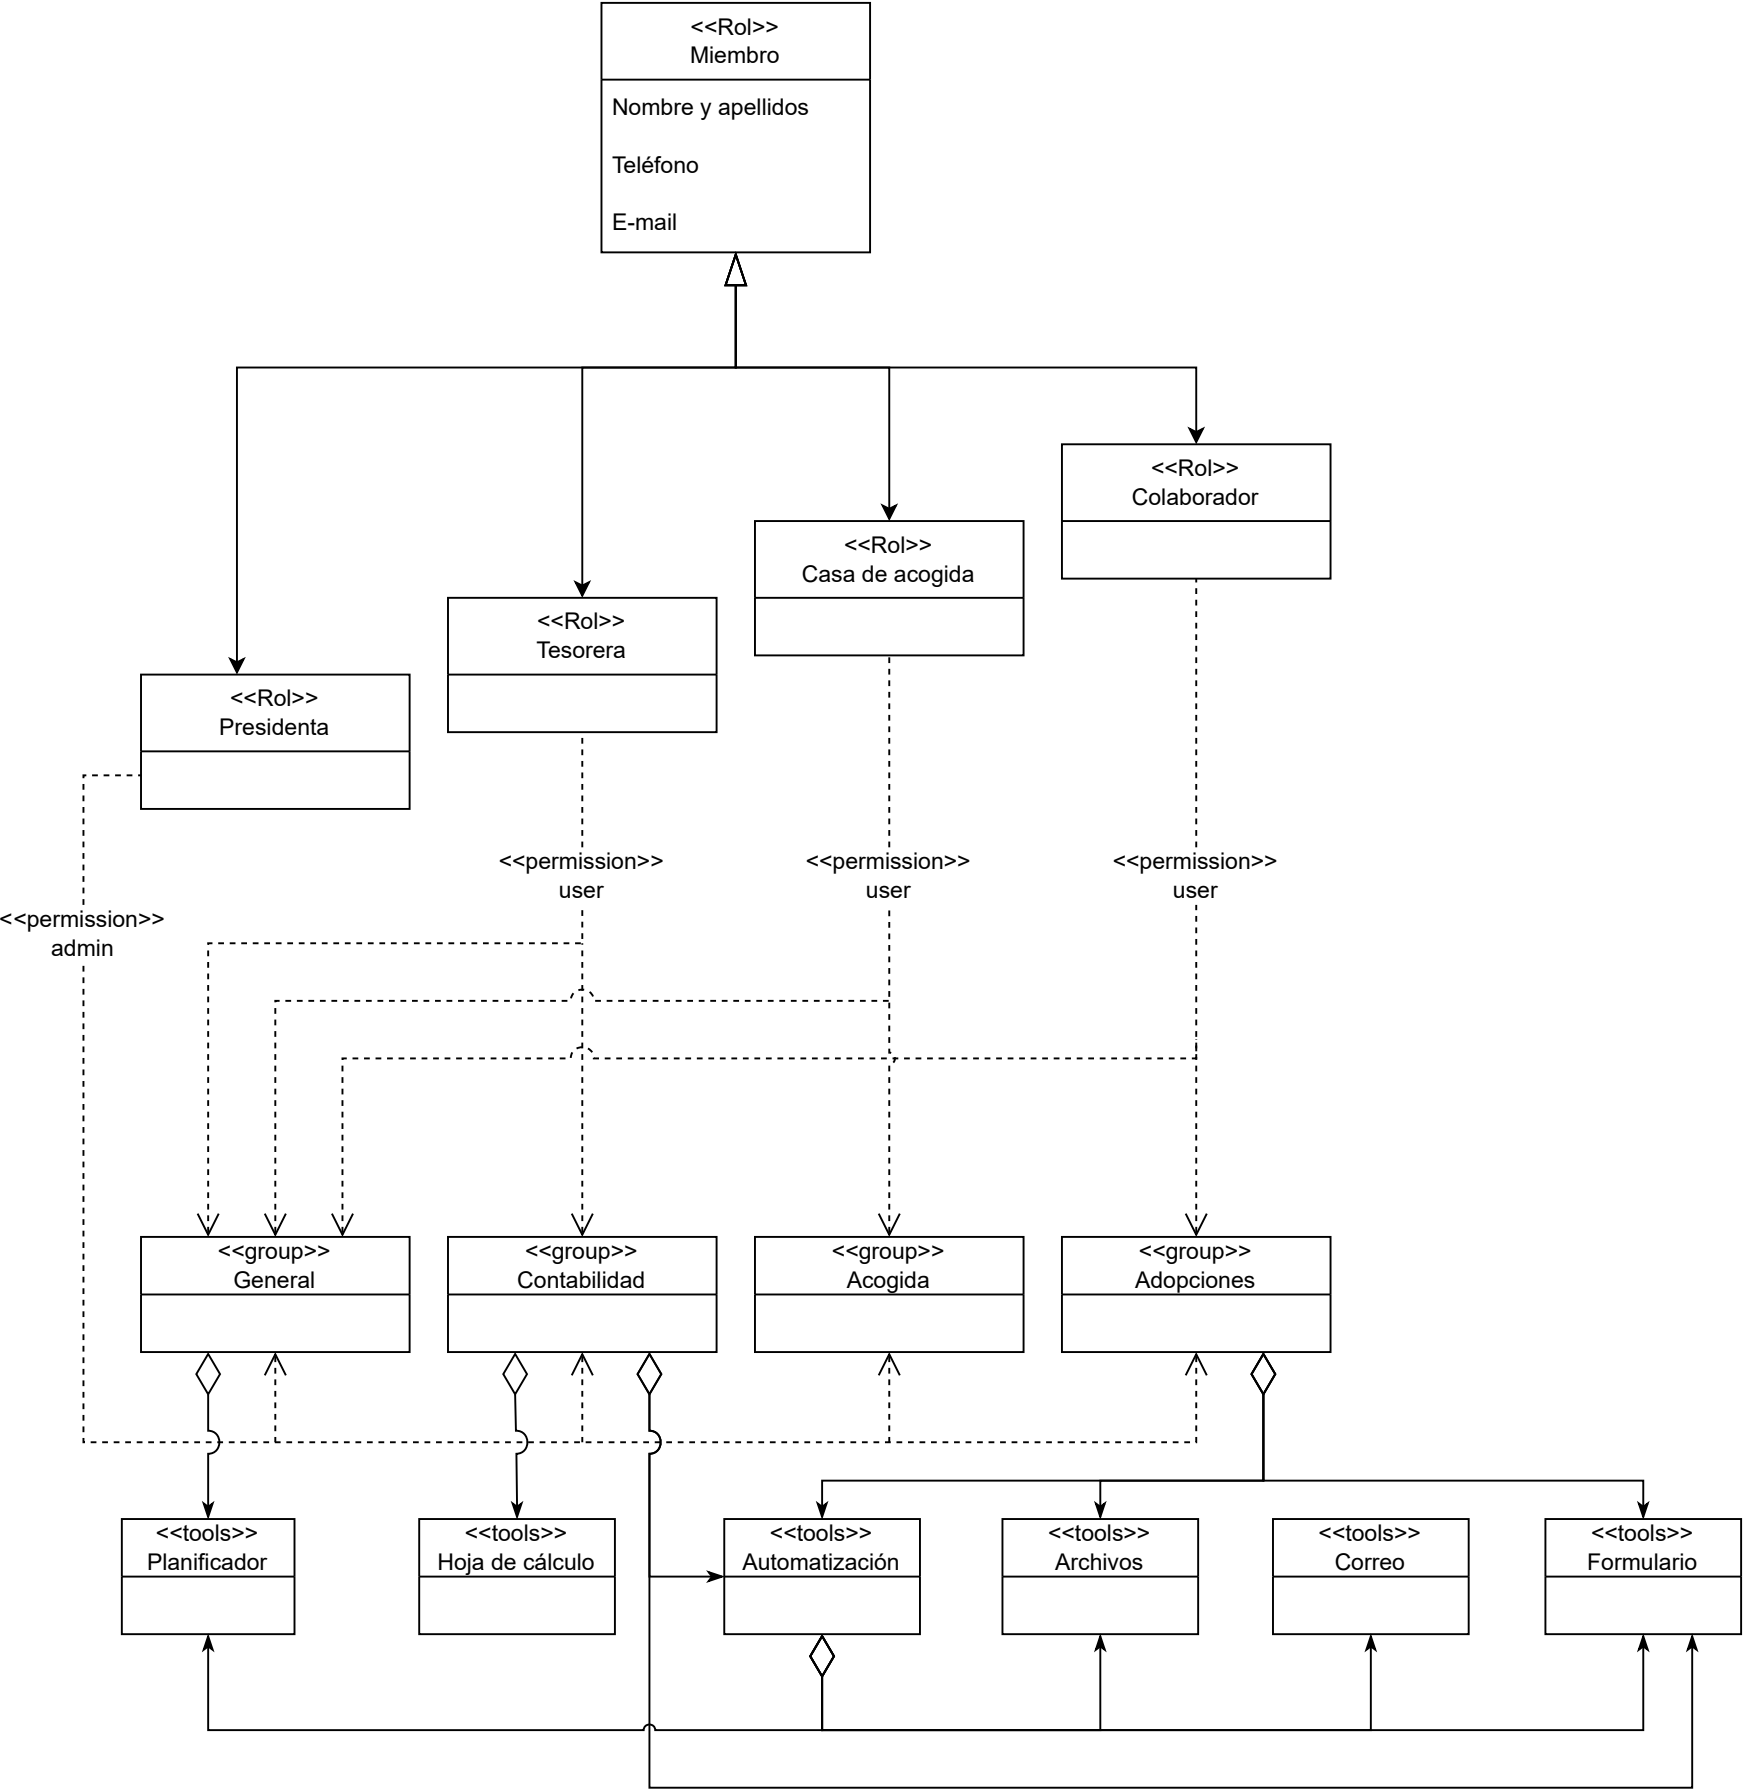 <<Rol>>
Miembro
Nombre y apellidos
Teléfono
E-mail
<<Rol>>
Colaborador
<<Rol>>
Casa de acogida
<<Rol>>
Tesorera
<<Rol>>
Presidenta
<<permission>>
user
<<permission>>
user
<<permission>>
user
<<permission>>
admin
<<group>>
General
<<group>>
Contabilidad
<<group>>
Acogida
<<group>>
Adopciones
<<tools>>
Planificador
<<tools>>
Hoja de cálculo
<<tools>>
Automatización
<<tools>>
Archivos
<<tools>>
Correo
<<tools>>
Formulario